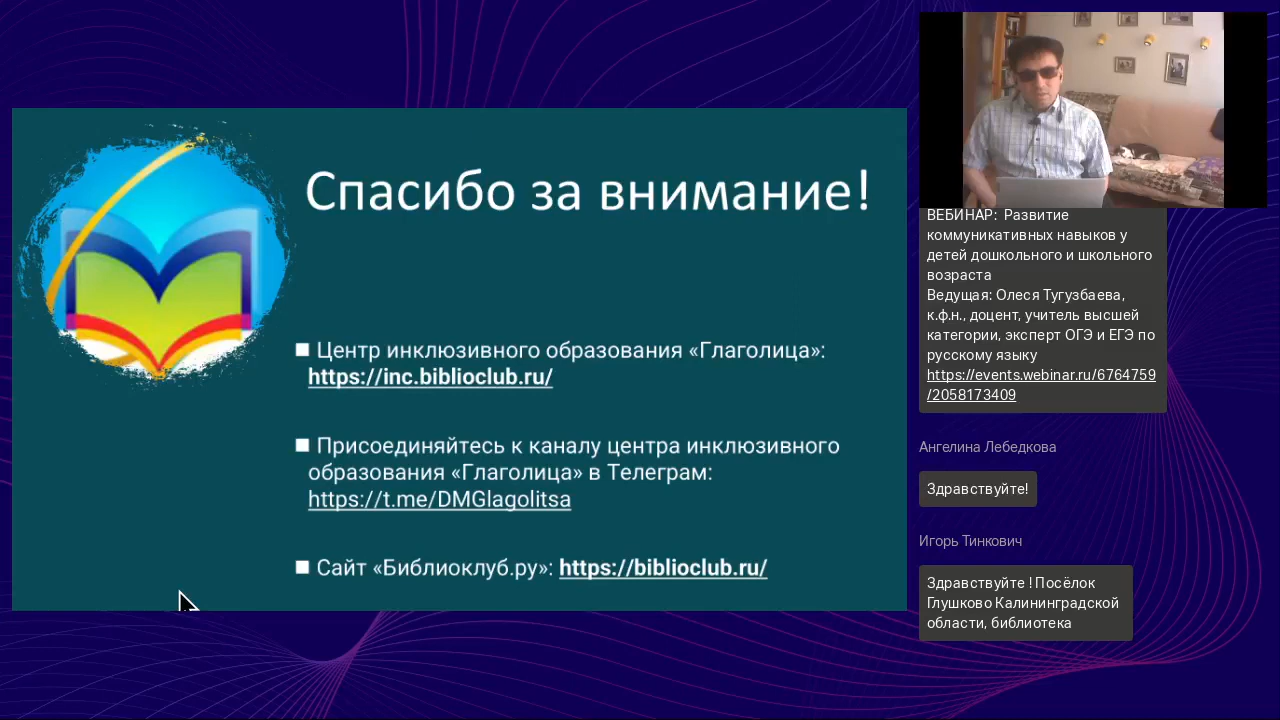 Спасибо за внимание!
■ Центр инклюзивного образования «Глаголица»:
https://inc.biblioclub.ru/
■ Присоединяйтесь к каналу центра инклюзивного
образования «Глаголица» в Телеграм:
https://t.me/DMGlagolitsa
■ Сайт «Библиоклуб.ру»: https://biblioclub.ru/
ВЕБИНАР: Развитие
коммуникативных навыков у
детей дошкольного и школьного
возраста
Ведущая: Олеся Тугузбаева,
к.ф.н., доцент, учитель высшей
категории, эксперт ОГЭ и ЕГЭ по
русскому языку
https://events.webinar.ru/6764759
/2058173409
Ангелина Лебедкова
Здравствуйте!
Игорь Тинкович
Здравствуйте ! Посёлок
Глушково Калининградской
области, библиотека